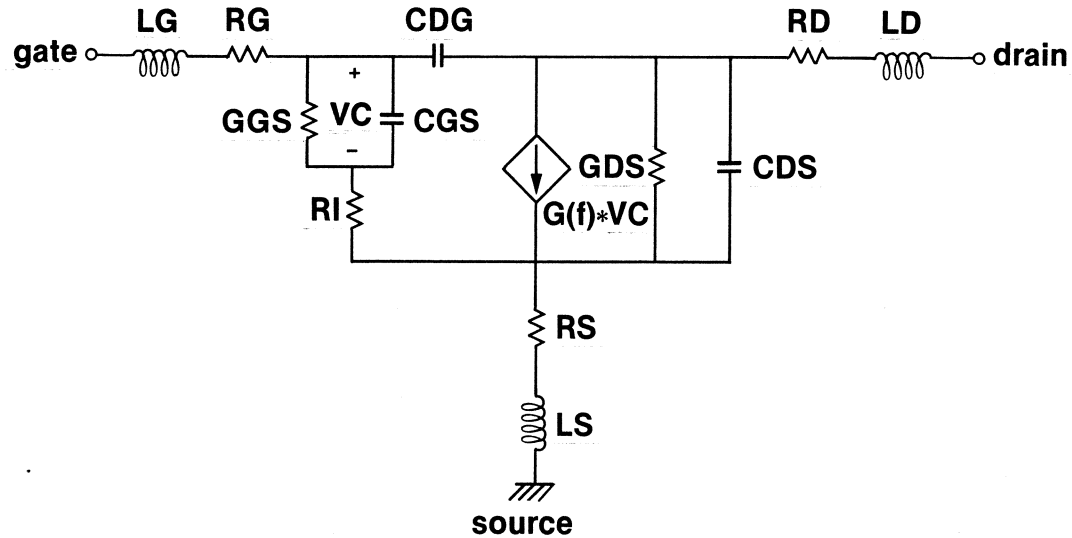 LG RG CDG RD LD
gate drain
+
GGS VC CGS
−
GDS CDS
RI G(f)*VC
RS
LS
source